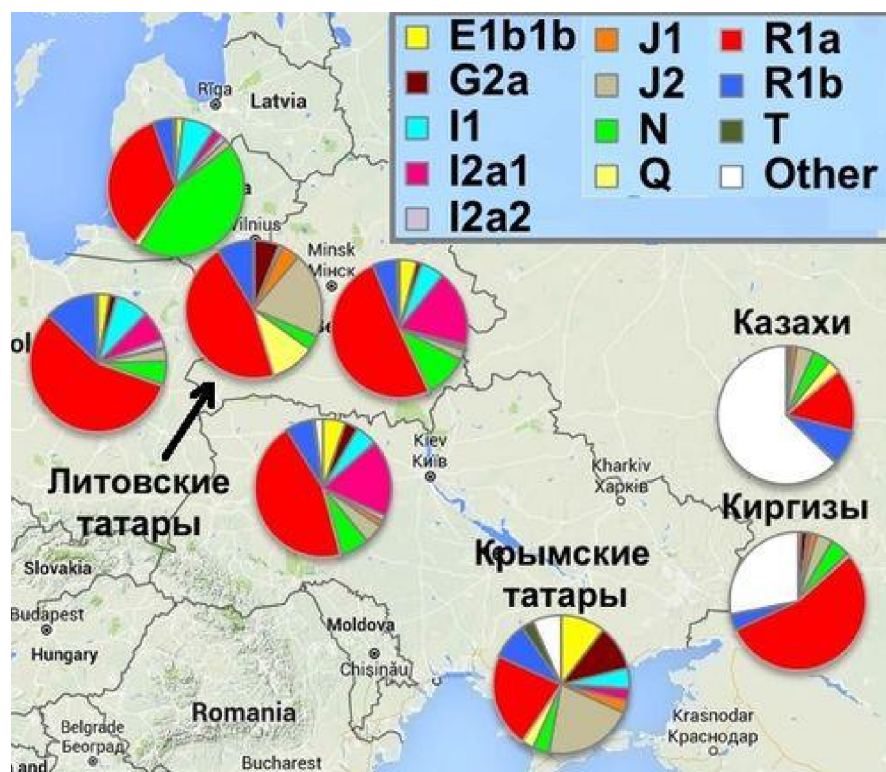 E1b1b
G2a
I1
I2a1
I2a2
J1
J2
N
Q
R1a
R1b
T
Other
Rīga
Latvia
Vilnius
Minsk
Мінск
Казахи
Киргизы
Kiev
Київ
Kharkiv
Харків
Литовские
татары
Крымские
татары
Slovakia
Budapest
Hungary
Moldova
Chișinău
Romania
Belgrade
Београд
Bucharest
Krasnodar
Краснодар